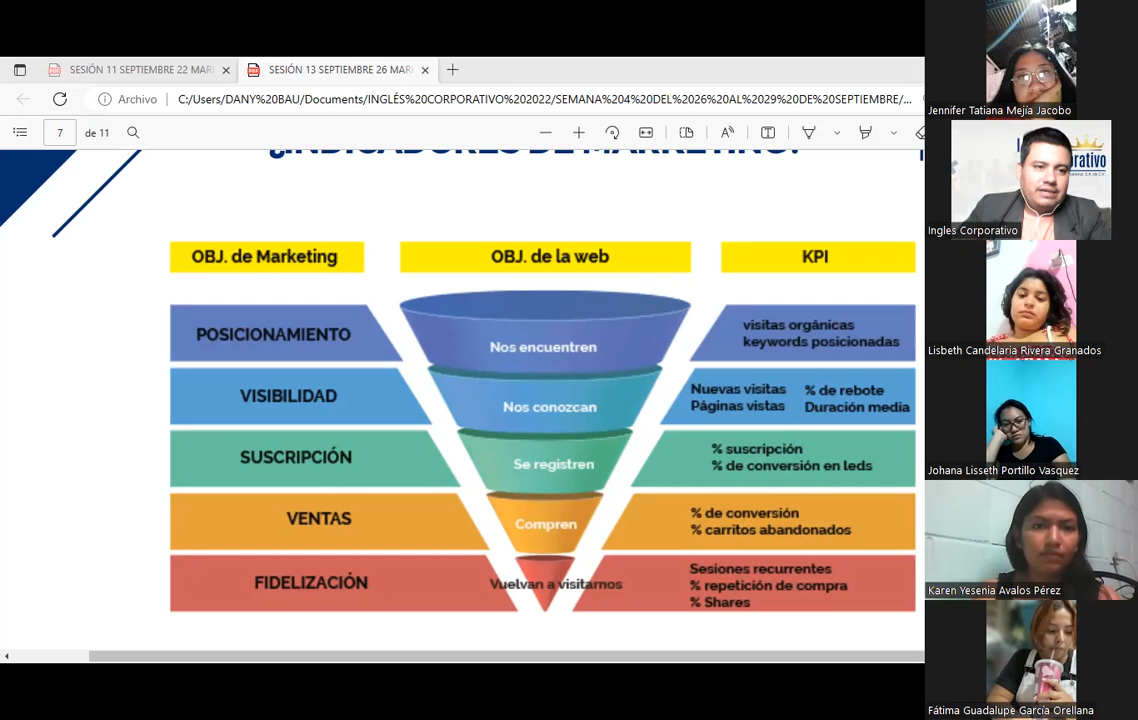 SESIÓN 11 SEPTIEMBRE 22 MAR
SESIÓN 13 SEPTIEMBRE 26 MAR
Archivo
C:/Users/DANY%20BAU/Documents/INGLÉS%20CORPORATIVO%202022/SEMANA%204%20DEL%2026%20AL%2029%20DE%20SEPTIEMBRE/...
7 de 11
¿INDICADORES DE MARKETING?
OBJ. de Marketing
OBJ. de la web
KPI
POSICIONAMIENTO
Nos encuentren
visitas orgánicas
keywords posicionadas
VISIBILIDAD
Nos conozcan
Nuevas visitas
Páginas vistas
% de rebote
Duración media
SUSCRIPCIÓN
Se registren
% suscripción
% de conversión en leds
VENTAS
Compren
% de conversión
% carritos abandonados
FIDELIZACIÓN
Vuelvan a visitarnos
Sesiones recurrentes
% repetición de compra
% Shares
Jennifer Tatiana Mejía Jacobo
Ingles Corporativo
Lisbeth Candelaria Rivera Granados
Johana Lisseth Portillo Vasquez
Karen Yesenia Avalos Pérez
Fátima Guadalupe García Orellana